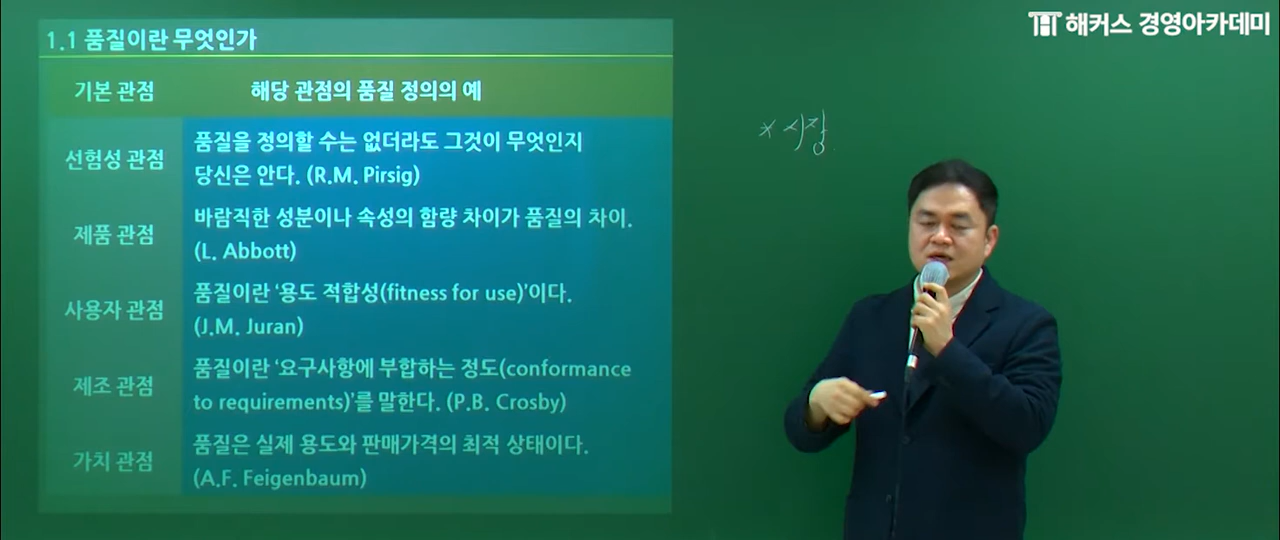 해커스 경영아카데미
1.1 품질이란 무엇인가
기본 관점
해당 관점의 품질 정의의 예
선험성 관점
품질을 정의할 수는 없더라도 그것이 무엇인지
당신은 안다. (R.M. Pirsig)
제품 관점
바람직한 성분이나 속성의 함량 차이가 품질의 차이.
(L. Abbott)
사용자 관점
품질이란 ‘용도 적합성(fitness for use)’이다.
(J.M. Juran)
제조 관점
품질이란 ‘요구사항에 부합하는 정도(conformance
to requirements)’를 말한다. (P.B. Crosby)
가치 관점
품질은 실제 용도와 판매가격의 최적 상태이다.
(A.F. Feigenbaum)
* 시장